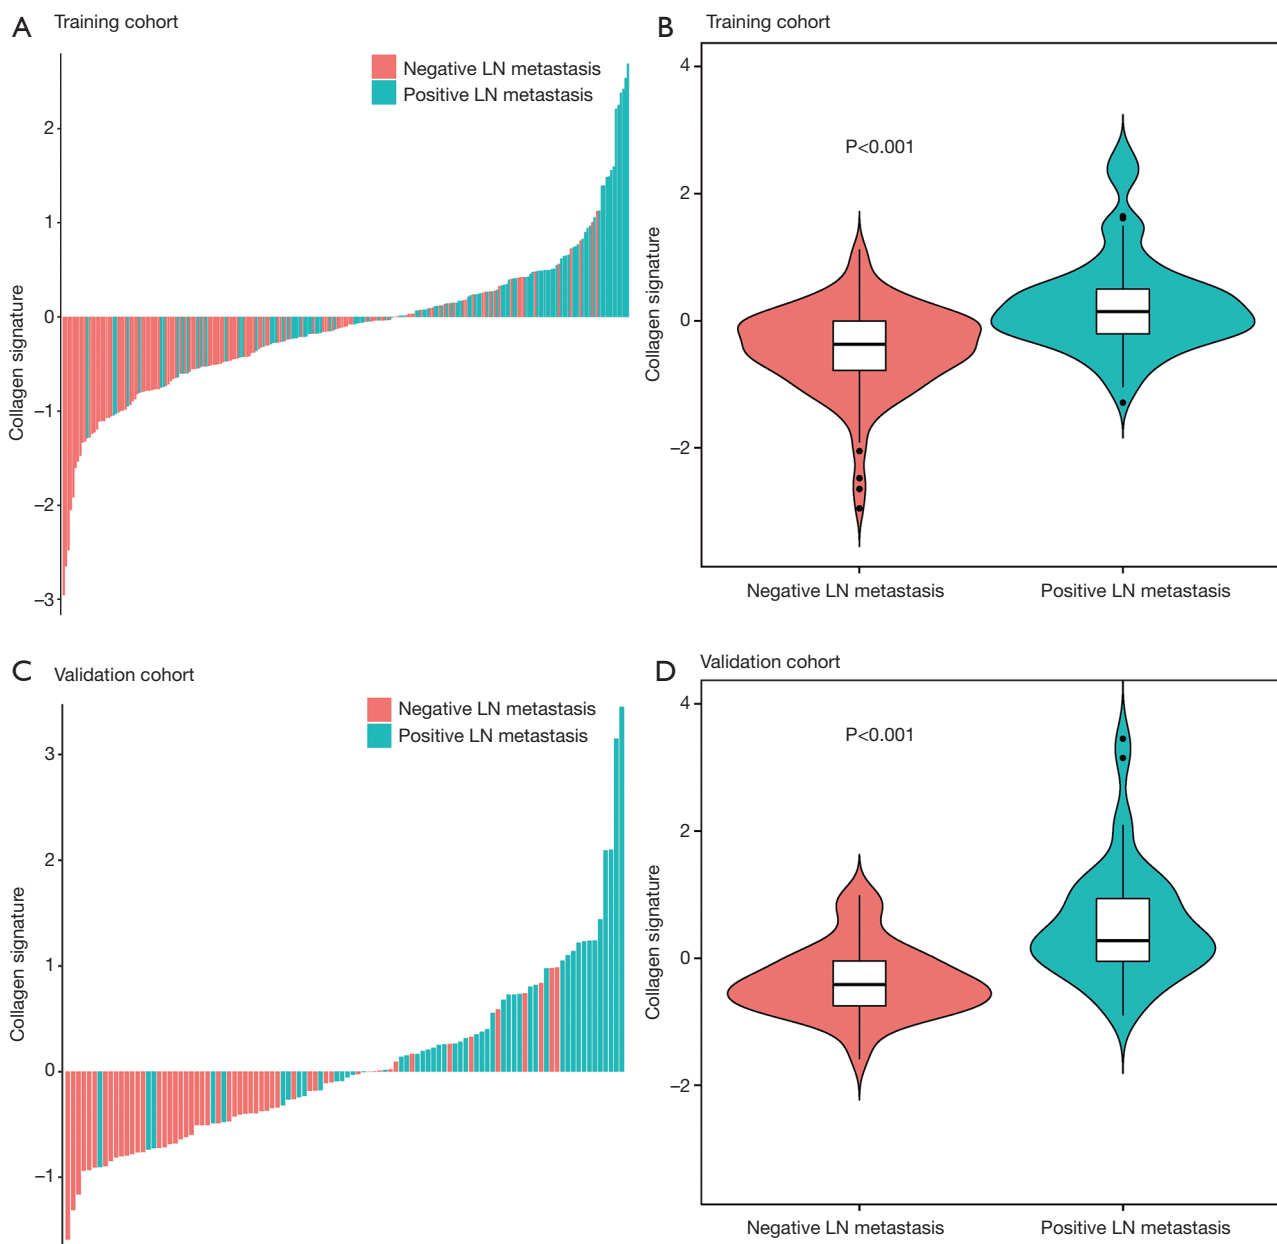 A Training cohort
Negative LN metastasis
Positive LN metastasis
2
1
0
−1
−2
−3
Collagen signature
B Training cohort
P<0.001
4
2
0
−2
Collagen signature
Negative LN metastasis Positive LN metastasis
C Validation cohort
Negative LN metastasis
Positive LN metastasis
3
2
1
0
−1
Collagen signature
D Validation cohort
P<0.001
4
2
0
−2
Collagen signature
Negative LN metastasis Positive LN metastasis